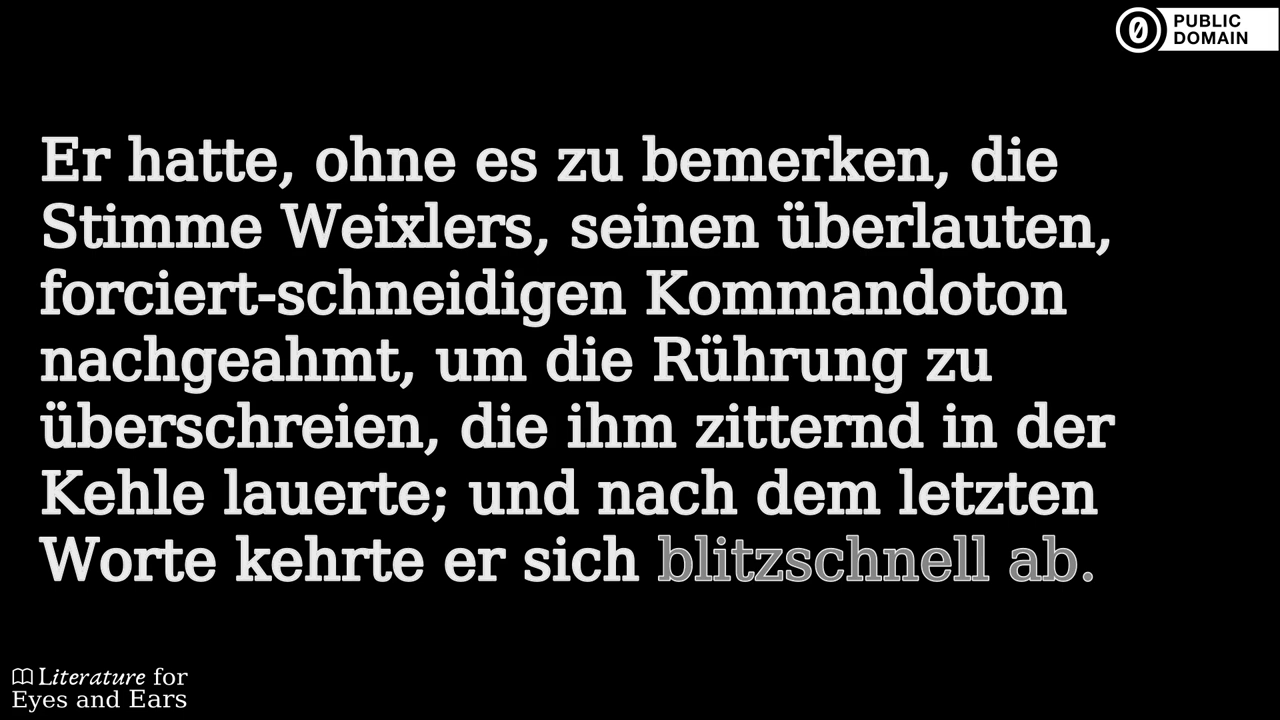 PUBLIC
DOMAIN
Er hatte, ohne es zu bemerken, die
Stimme Weixlers, seinen überlauten,
forciert-schneidigen Kommandoton
nachgeahmt, um die Rührung zu
überschreien, die ihm zitternd in der
Kehle lauerte; und nach dem letzten
Worte kehrte er sich blitzschnell ab.
Literature for
Eyes and Ears